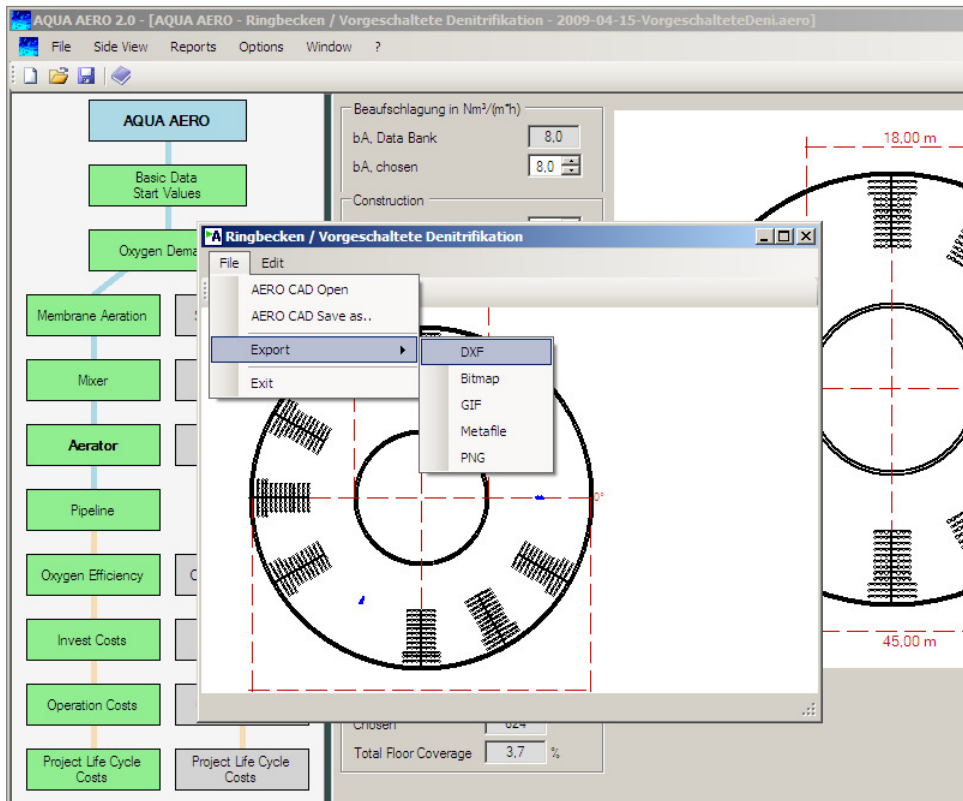 AQUA AERO 2.0 - [AQUA AERO - Ringbecken / Vorgeschaltete Denitrifikation - 2009-04-15-VorgeschalteteDeni.aero]
File Side View Reports Options Window ?
AQUA AERO
Basic Data
Start Values
Oxygen Dema
Membrane Aeration
Mixer
Aerator
Pipeline
Oxygen Efficiency
Invest Costs
Operation Costs
Project Life Cycle
Costs
Project Life Cycle
Costs
Beaufschlagung in Nm³/(m*h)
bA, Data Bank 8,0
bA, chosen 8,0
Construction
Ringbecken / Vorgeschaltete Denitrifikation
File Edit
AERO CAD Open
AERO CAD Save as..
Export
Exit
DXF
Bitmap
GIF
Metafile
PNG
0°
Chosen 624
Total Floor Coverage 3,7 %
18,00 m
45,00 m